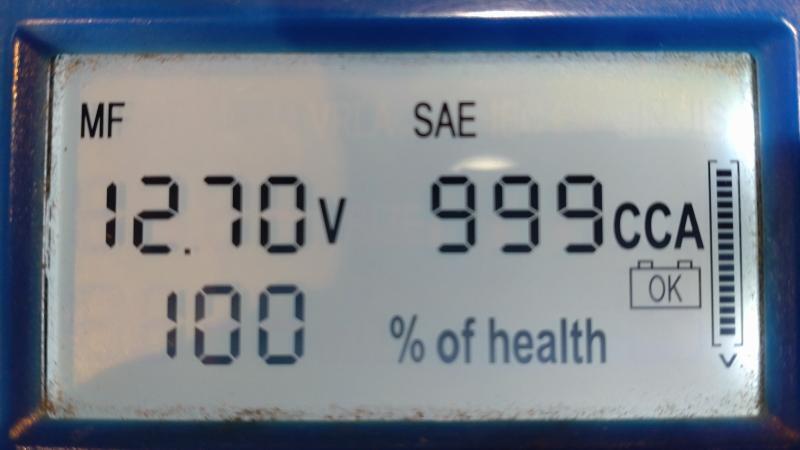 MF SAE
12.70V 999CCA
OK
100 % of health